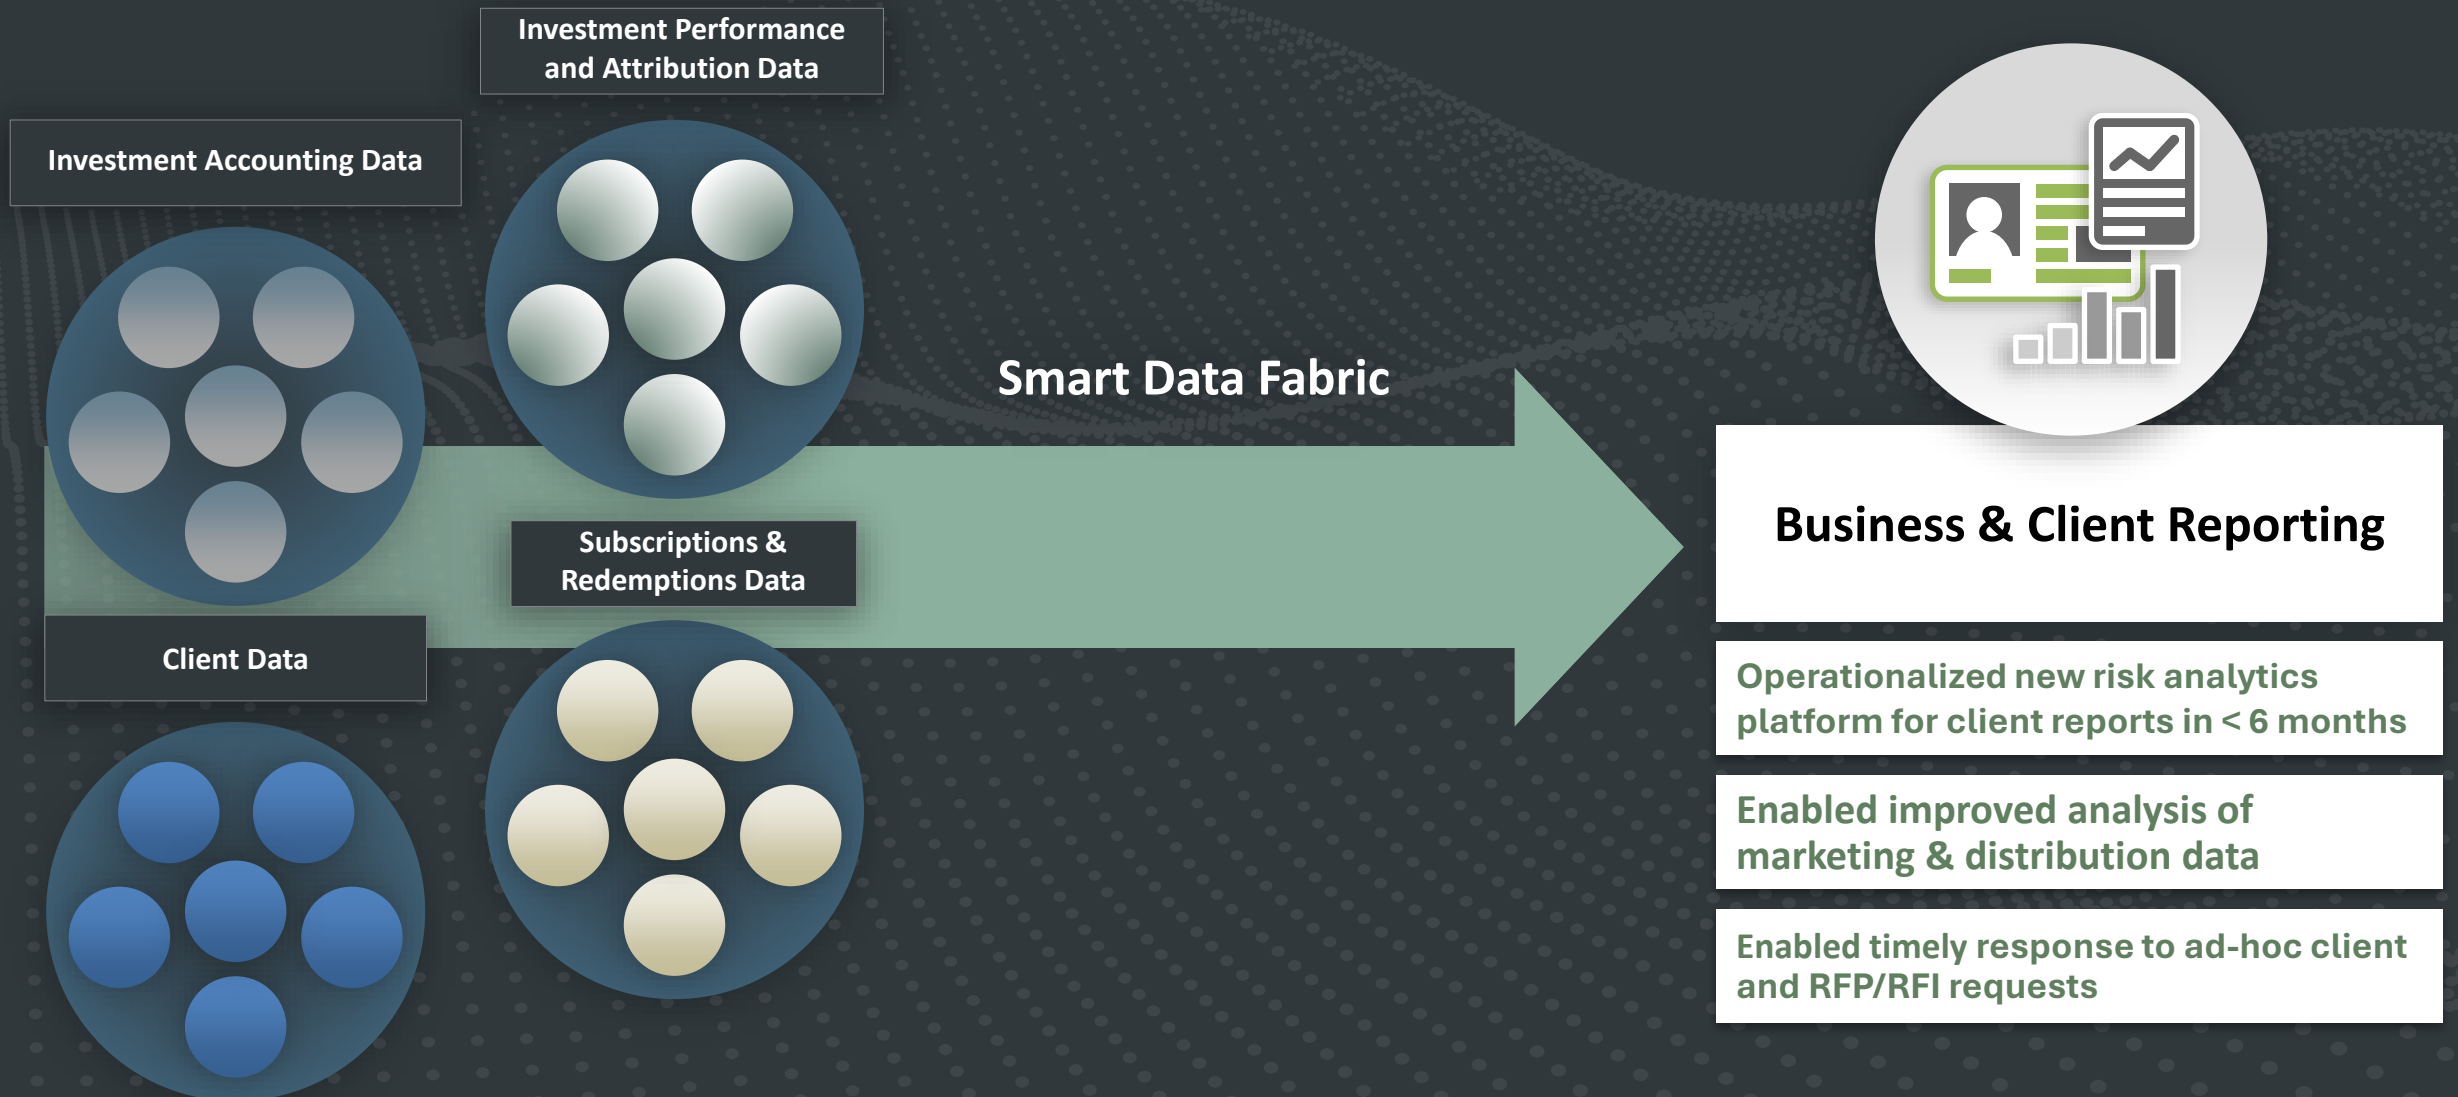 Investment Performance
and Attribution Data
Investment Accounting Data
Smart Data Fabric
Subscriptions &
Redemptions Data
Client Data
Business & Client Reporting
Operationalized new risk analytics
platform for client reports in < 6 months
Enabled improved analysis of
marketing & distribution data
Enabled timely response to ad-hoc client
and RFP/RFI requests